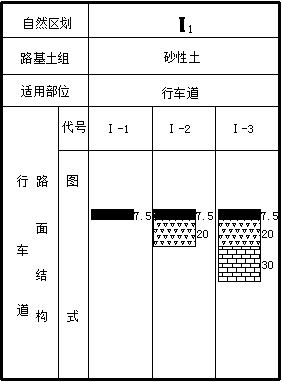 自然区划 Ⅱ1
路基土组 砂性土
适用部位 行车道
代号 Ⅰ-1 Ⅰ-2 Ⅰ-3
行车道
路面结构
图式
7.5 7.5 7.5
20 20
30